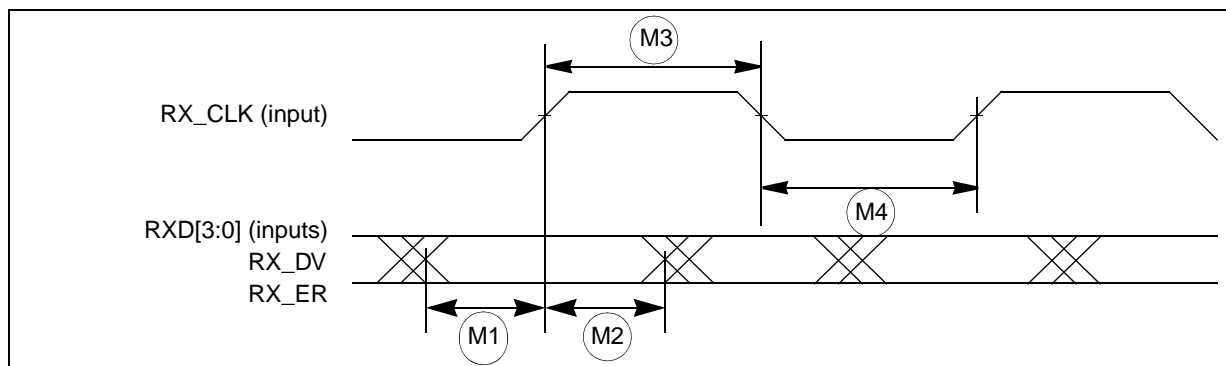 M3
RX_CLK (input)
M4
RXD[3:0] (inputs)
RX_DV
RX_ER
M1
M2